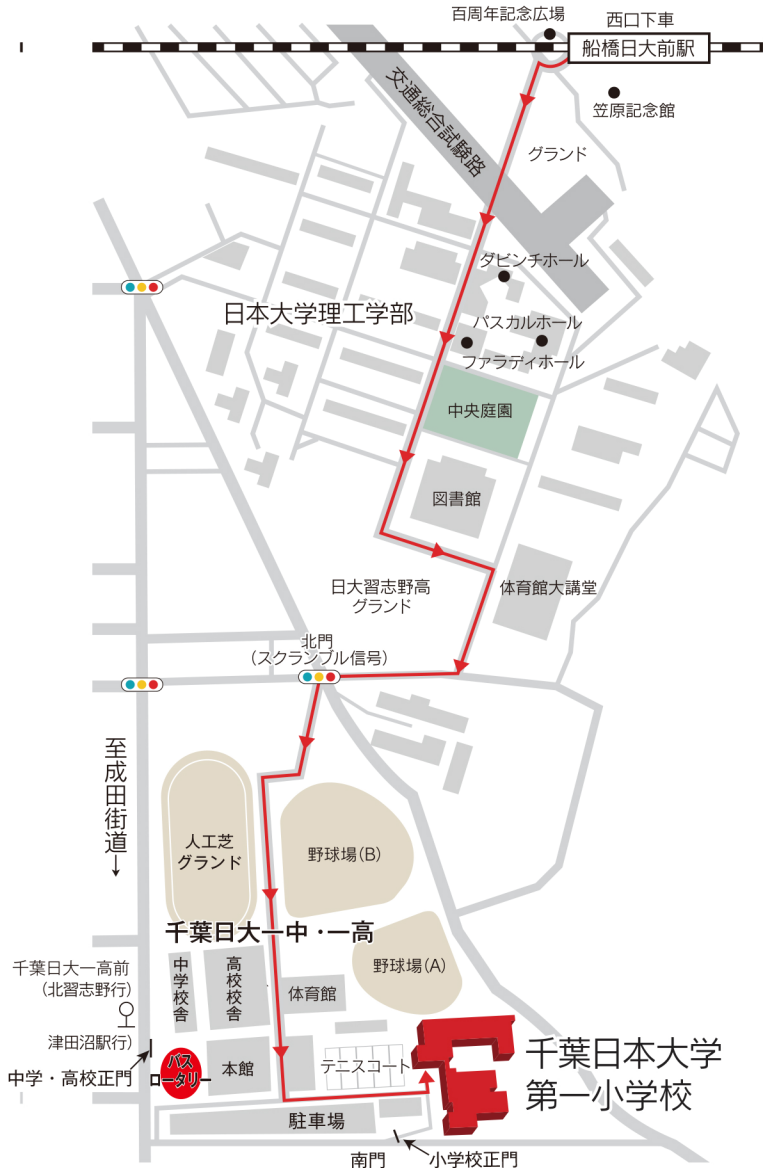 百周年記念広場
西口下車
船橋日大前駅
笠原記念館
交通総合試験路
グランド
ダビンチホール
日本大学理工学部
パスカルホール
ファラディホール
中央庭園
図書館
体育館大講堂
日大習志野高
グランド
北門
(スクランブル信号)
至成田街道→
人工芝
グランド
野球場(B)
千葉日大一中・一高
野球場(A)
千葉日大一高前
(北習志野行)
津田沼駅行)
中学・高校正門
中学校舎
高校校舎
体育館
バス
ロータリー
本館
テニスコート
千葉日本大学
第一小学校
駐車場
南門
小学校正門